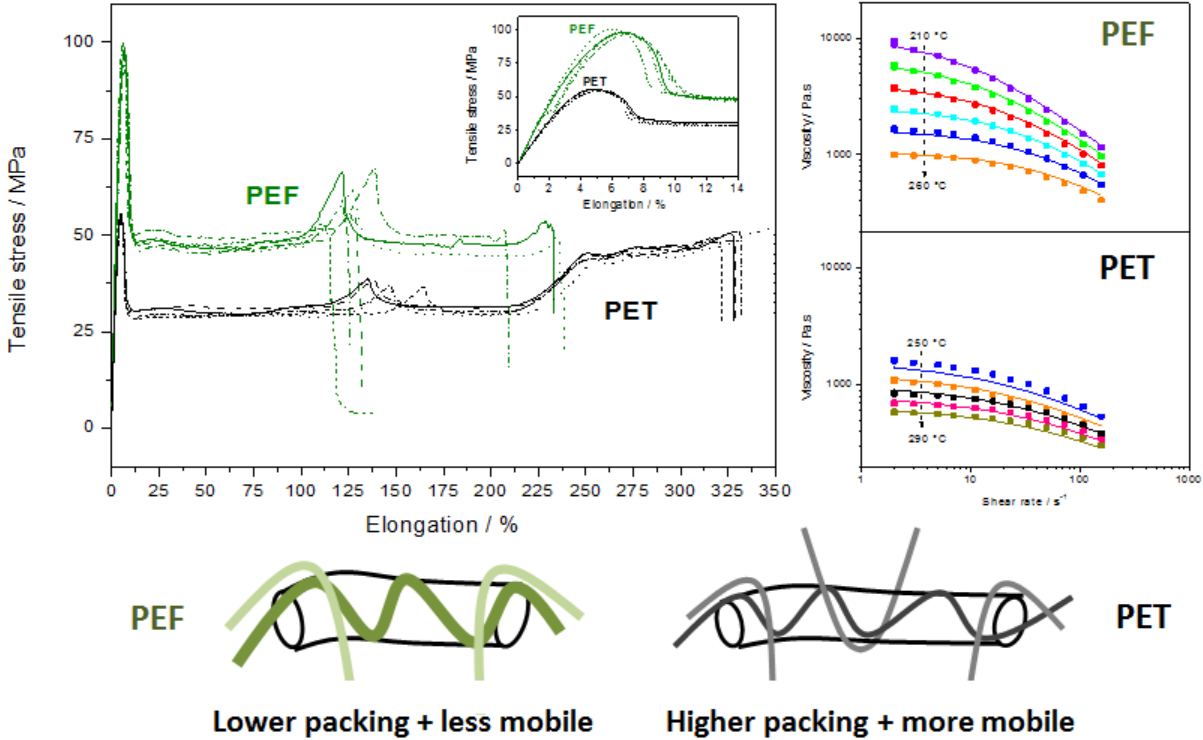 Tensile stress / MPa
100
75
50
25
0
0 25 50 75 100 125 150 175 200 225 250 275 300 325 350
Elongation / %
PEF
PET
Tensile stress / MPa
125
100
75
50
25
0
0 2 4 6 8 10 12 14
Elongation / %
PEF
PET
PEF
Viscosity / Pa.s
10000
1000
210 °C
260 °C
PET
Viscosity / Pa.s
10000
1000
250 °C
290 °C
1 10 100 1000
Shear rate / s-1
PEF
PET
Lower packing + less mobile
Higher packing + more mobile